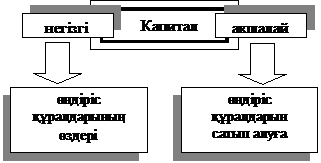 негізгі
Капитал
ақшалай
өндіріс
құралдарының
өздері
өндіріс
құралдарын
сатып алуға